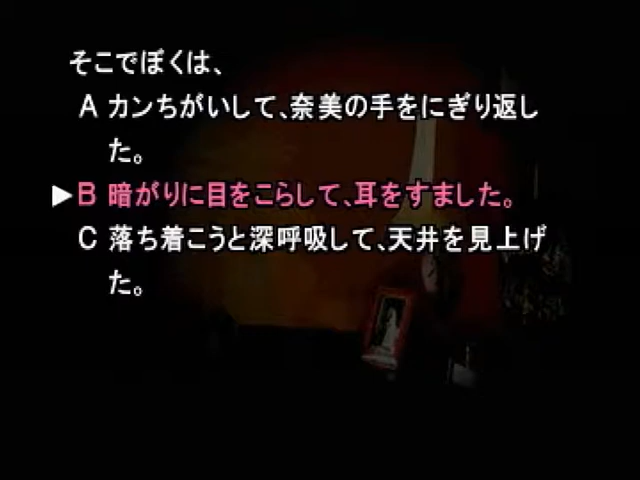 そこでぼくは、
A カンちがいして、奈美の手をにぎり返し
た。
▶B 暗がりに目をこらして、耳をすました。
C 落ち着こうと深呼吸して、天井を見上げ
た。